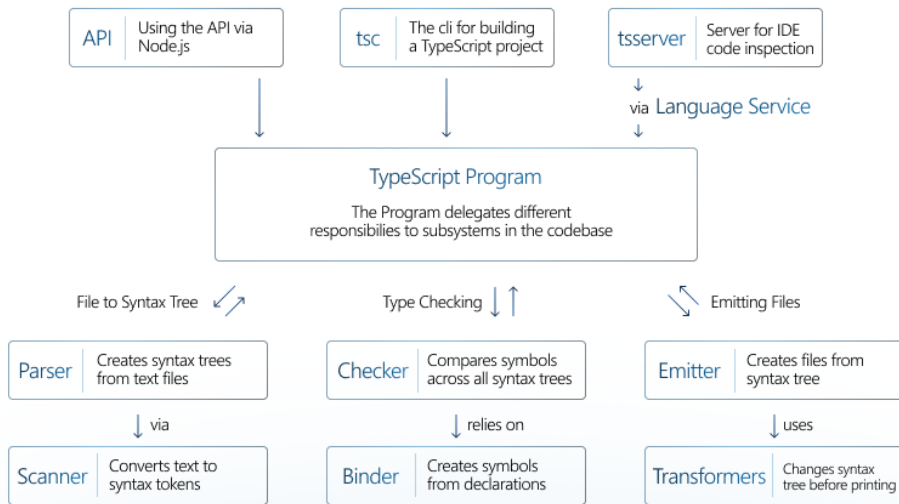 API
Using the API via
Node.js
tsc
The cli for building
a TypeScript project
tsserver
Server for IDE
code inspection
via Language Service
TypeScript Program
The Program delegates different
responsibilies to subsystems in the codebase
File to Syntax Tree
Type Checking
Emitting Files
Parser
Creates syntax trees
from text files
Checker
Compares symbols
across all syntax trees
Emitter
Creates files from
syntax tree
via
relies on
uses
Scanner
Converts text to
syntax tokens
Binder
Creates symbols
from declarations
Transformers
Changes syntax
tree before printing